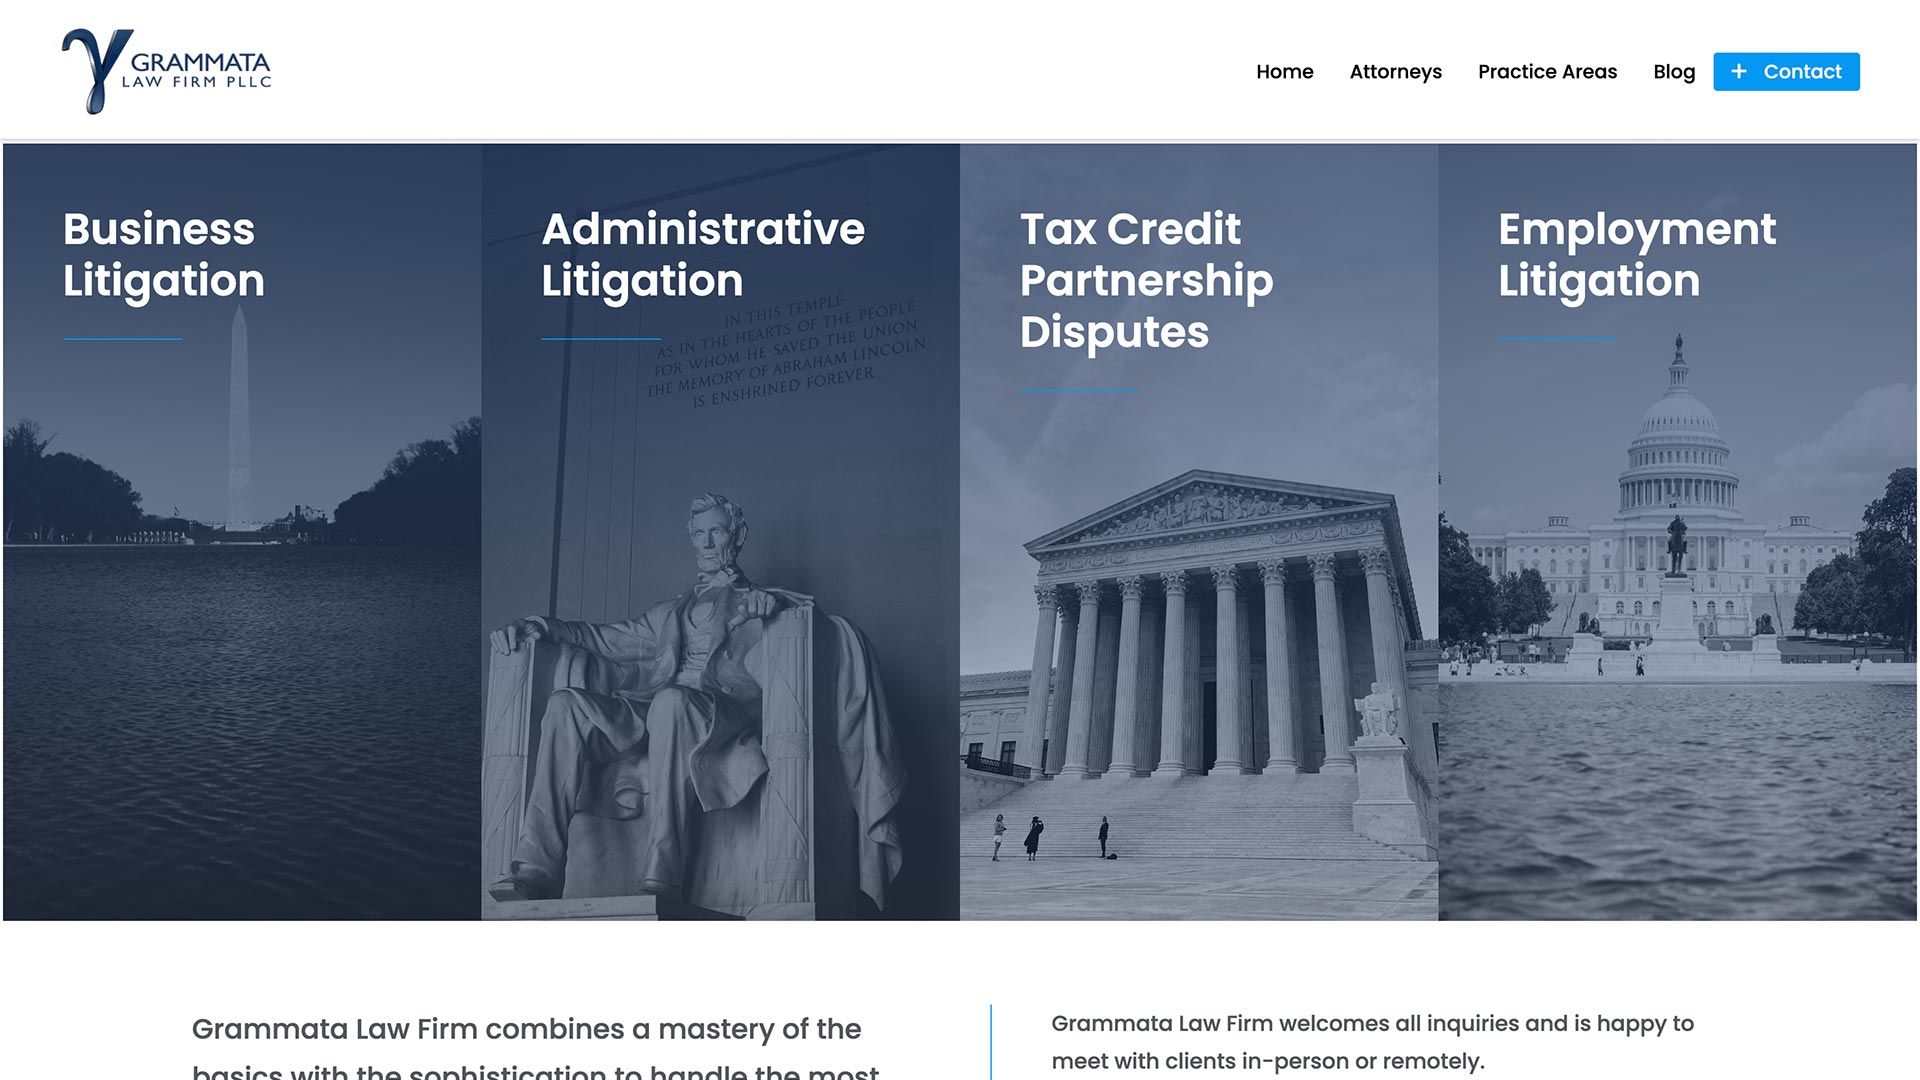 GRAMMATA
LAW FIRM PLLC
Home
Attorneys
Practice Areas
Blog
+ Contact
Business
Litigation
Administrative
Litigation
IN THIS TEMPLE
AS IN THE HEARTS OF THE PEOPLE
FOR WHOM HE SAVED THE UNION
THE MEMORY OF ABRAHAM LINCOLN
IS ENSHRINED FOREVER
Tax Credit
Partnership
Disputes
Employment
Litigation
Grammata Law Firm combines a mastery of the
basics with the sophistication to handle the most
Grammata Law Firm welcomes all inquiries and is happy to
meet with clients in-person or remotely.